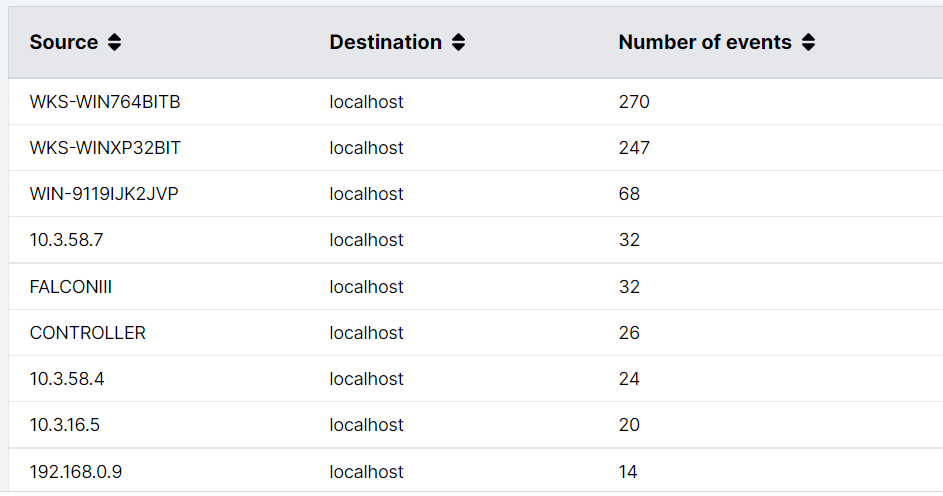 Source Destination Number of events
WKS-WIN764BITB localhost 270
WKS-WINXP32BIT localhost 247
WIN-9119IJK2JVP localhost 68
10.3.58.7 localhost 32
FALCONIII localhost 32
CONTROLLER localhost 26
10.3.58.4 localhost 24
10.3.16.5 localhost 20
192.168.0.9 localhost 14